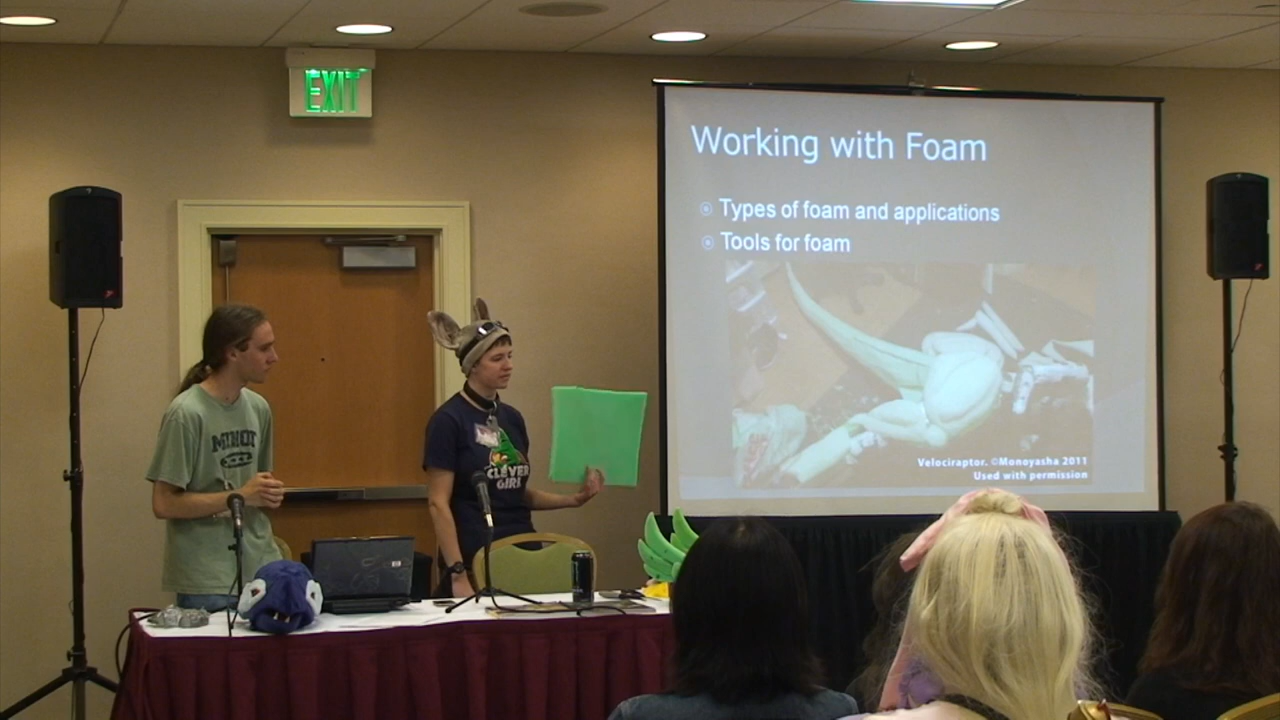 EXIT
Working with Foam
Types of foam and applications
Tools for foam
Velociraptor. ©Monoyasha 2011
Used with permission
CLEVER
GIRL